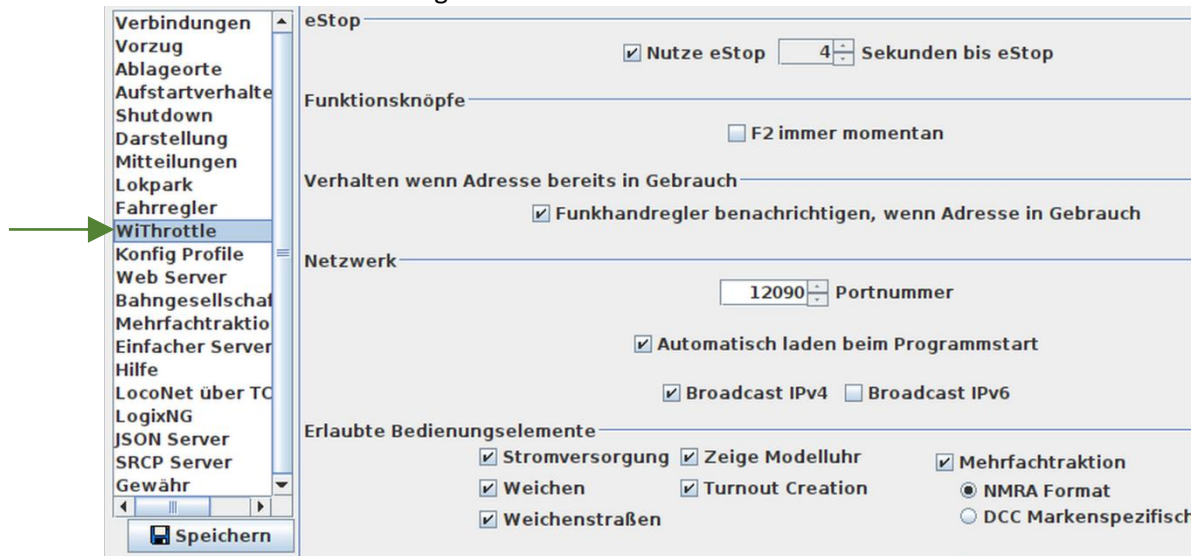 Verbindungen
Vorzug
Ablageorte
Aufstartverhalte
Shutdown
Darstellung
Mitteilungen
Lokpark
Fahrregler
WiThrottle
Konfig Profile
Web Server
Bahngesellschaf
Mehrfachtraktio
Einfacher Server
Hilfe
LocoNet über TC
LogixNG
JSON Server
SRCP Server
Gewähr
Speichern
eStop
Nutze eStop 4 Sekunden bis eStop
Funktionsknöpfe
F2 immer momentan
Verhalten wenn Adresse bereits in Gebrauch
Funkhandregler benachrichtigen, wenn Adresse in Gebrauch
Netzwerk
12090 Portnummer
Automatisch laden beim Programmstart
Broadcast IPv4 Broadcast IPv6
Erlaubte Bedienungselemente
Stromversorgung Zeige Modelluhr Mehrfachtraktion
Weichen Turnout Creation NMRA Format
Weichenstraßen DCC Markenspezifisch